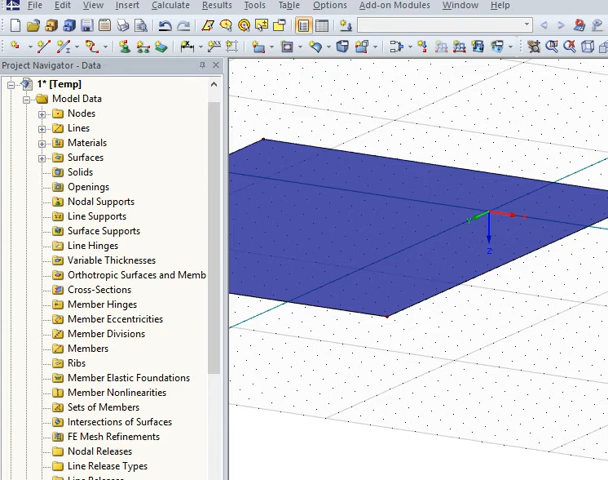 File Edit View Insert Calculate Results Tools Table Options Add-on Modules Window Help
Project Navigator - Data
1* [Temp]
Model Data
Nodes
Lines
Materials
Surfaces
Solids
Openings
Nodal Supports
Line Supports
Surface Supports
Line Hinges
Variable Thicknesses
Orthotropic Surfaces and Memb
Cross-Sections
Member Hinges
Member Eccentricities
Member Divisions
Members
Ribs
Member Elastic Foundations
Member Nonlinearities
Sets of Members
Intersections of Surfaces
FE Mesh Refinements
Nodal Releases
Line Release Types
Z